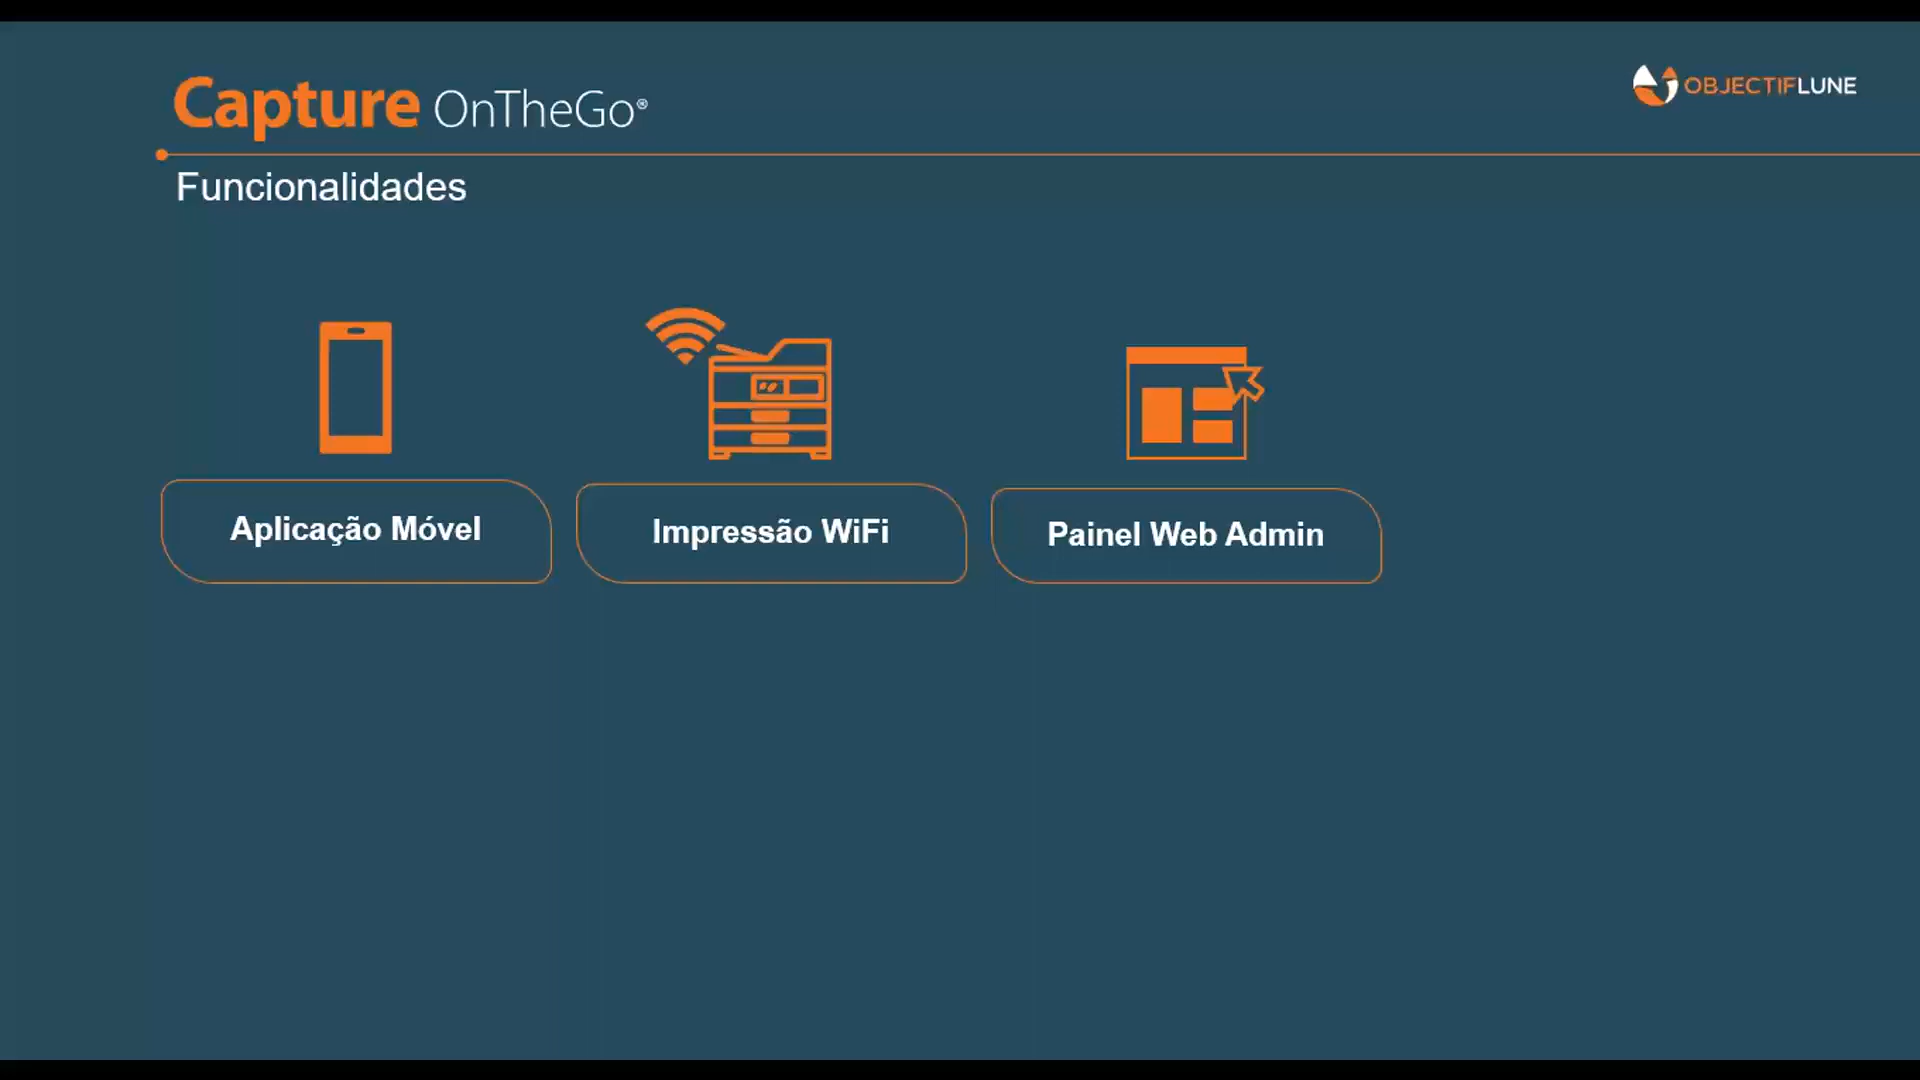 Capture OnTheGo®
OBJECTIFLUNE
Funcionalidades
Aplicação Móvel
Impressão WiFi
Painel Web Admin